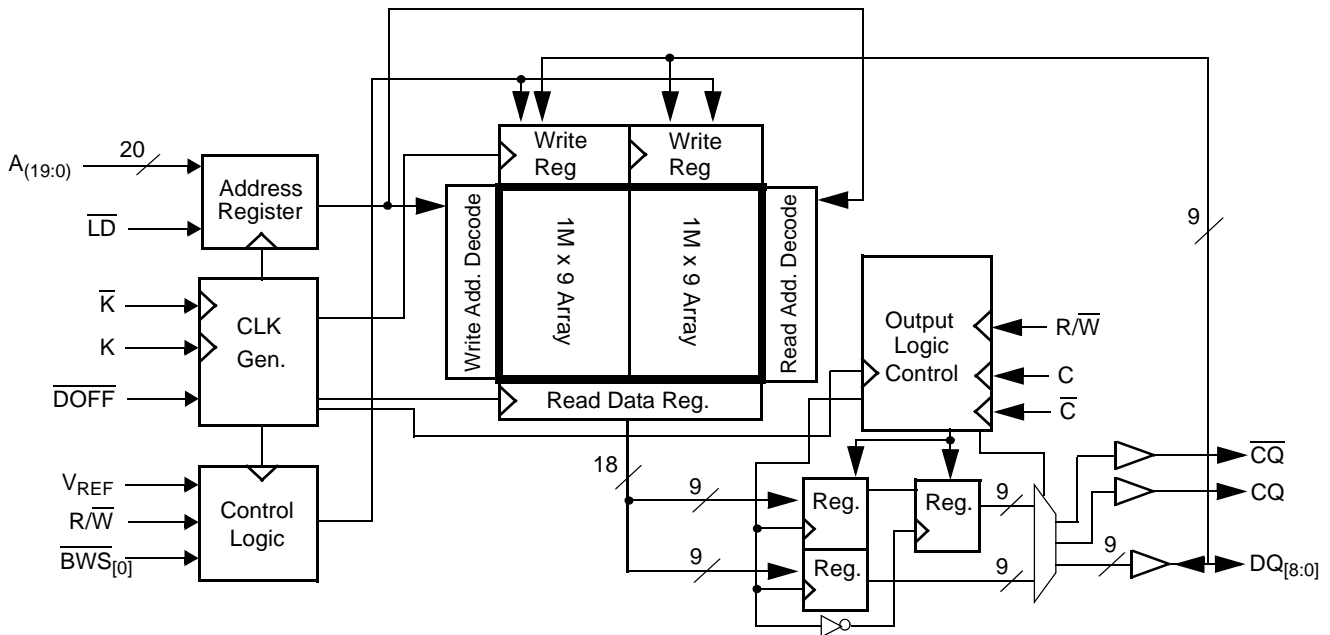 A(19:0)
20
LD
Address
Register
K
K
DOFF
CLK
Gen.
VREF
R/W
BWS[0]
Control
Logic
Write
Reg
Write
Reg
Write Add. Decode
1M x 9 Array
1M x 9 Array
Read Add. Decode
Read Data Reg.
18
9
9
Output
Logic
Control
R/W
C
C
Reg.
Reg.
Reg.
9
9
9
9
CQ
CQ
DQ[8:0]